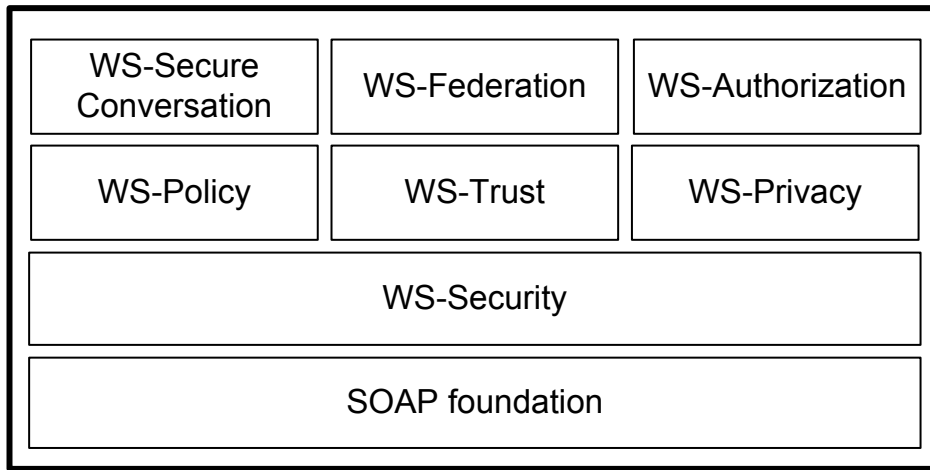 WS-Secure
Conversation
WS-Federation
WS-Authorization
WS-Policy
WS-Trust
WS-Privacy
WS-Security
SOAP foundation